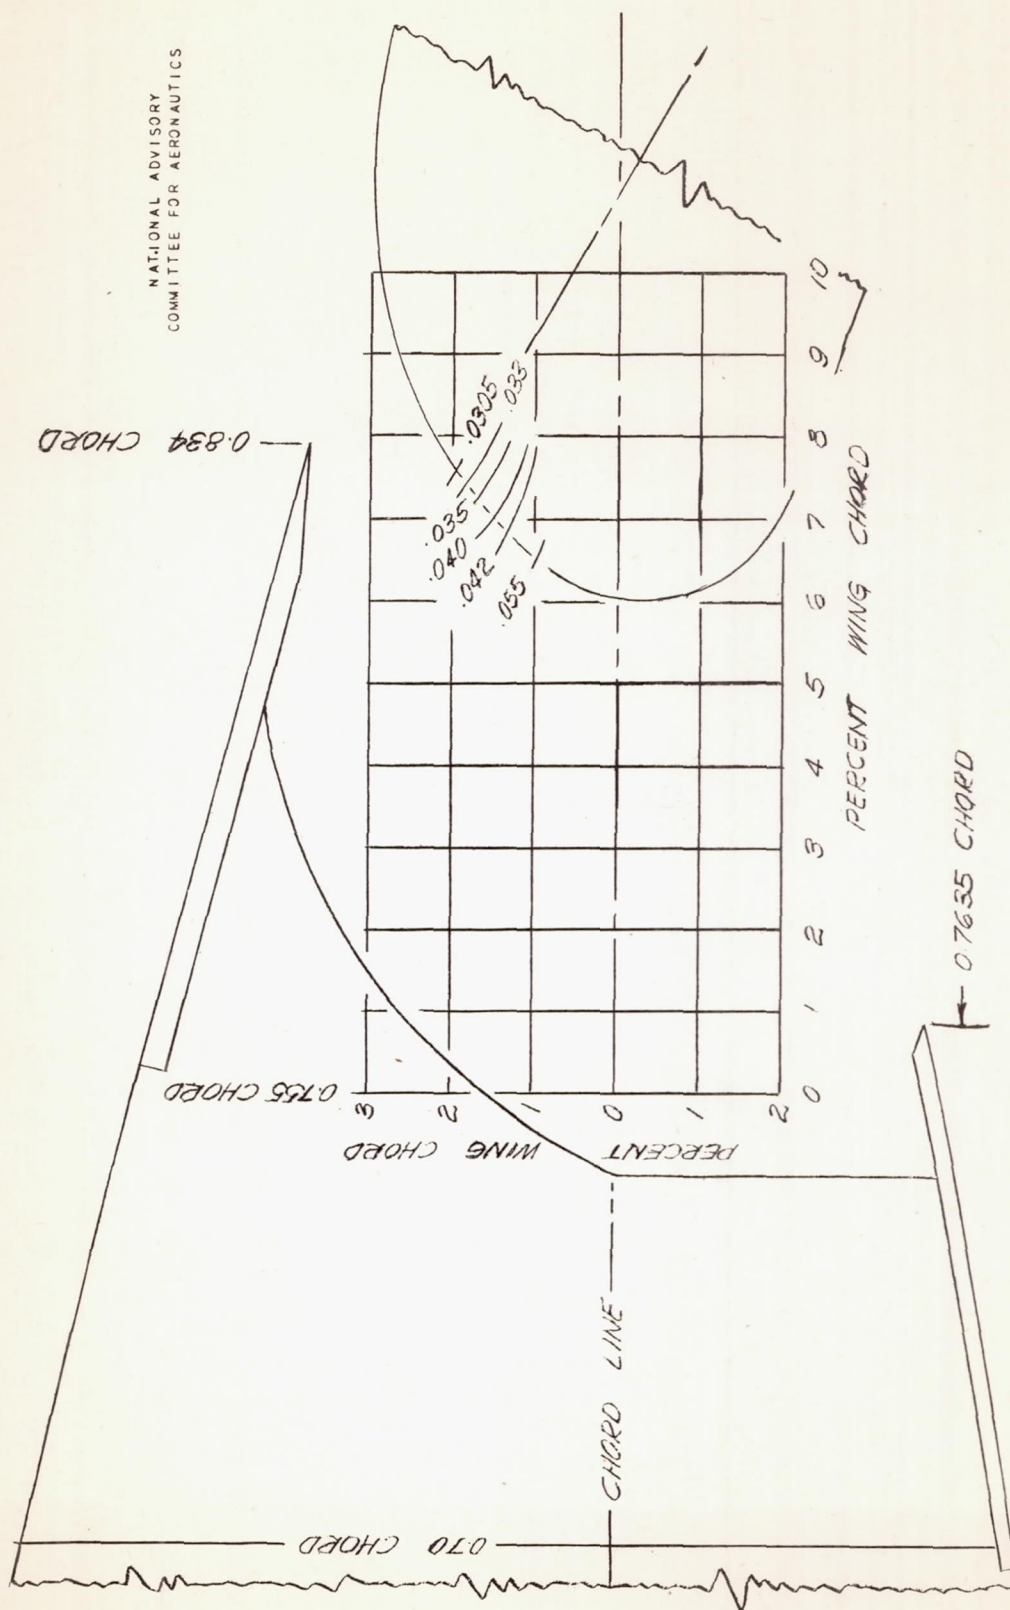 NATIONAL ADVISORY
COMMITTEE FOR AERONAUTICS
0.834 CHORD
.0305
.033
.035
.040
.042
.055
0.755 CHORD
3
2
1
0
1
2
PERCENT WING CHORD
0 1 2 3 4 5 6 7 8 9 10
PERCENT WING CHORD
0.7635 CHORD
CHORD LINE
0.70 CHORD